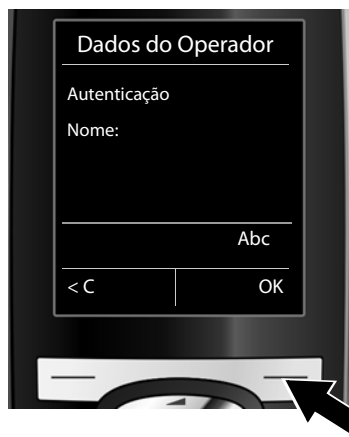 Dados do Operador
Autenticação
Nome:
Abc
< C
OK